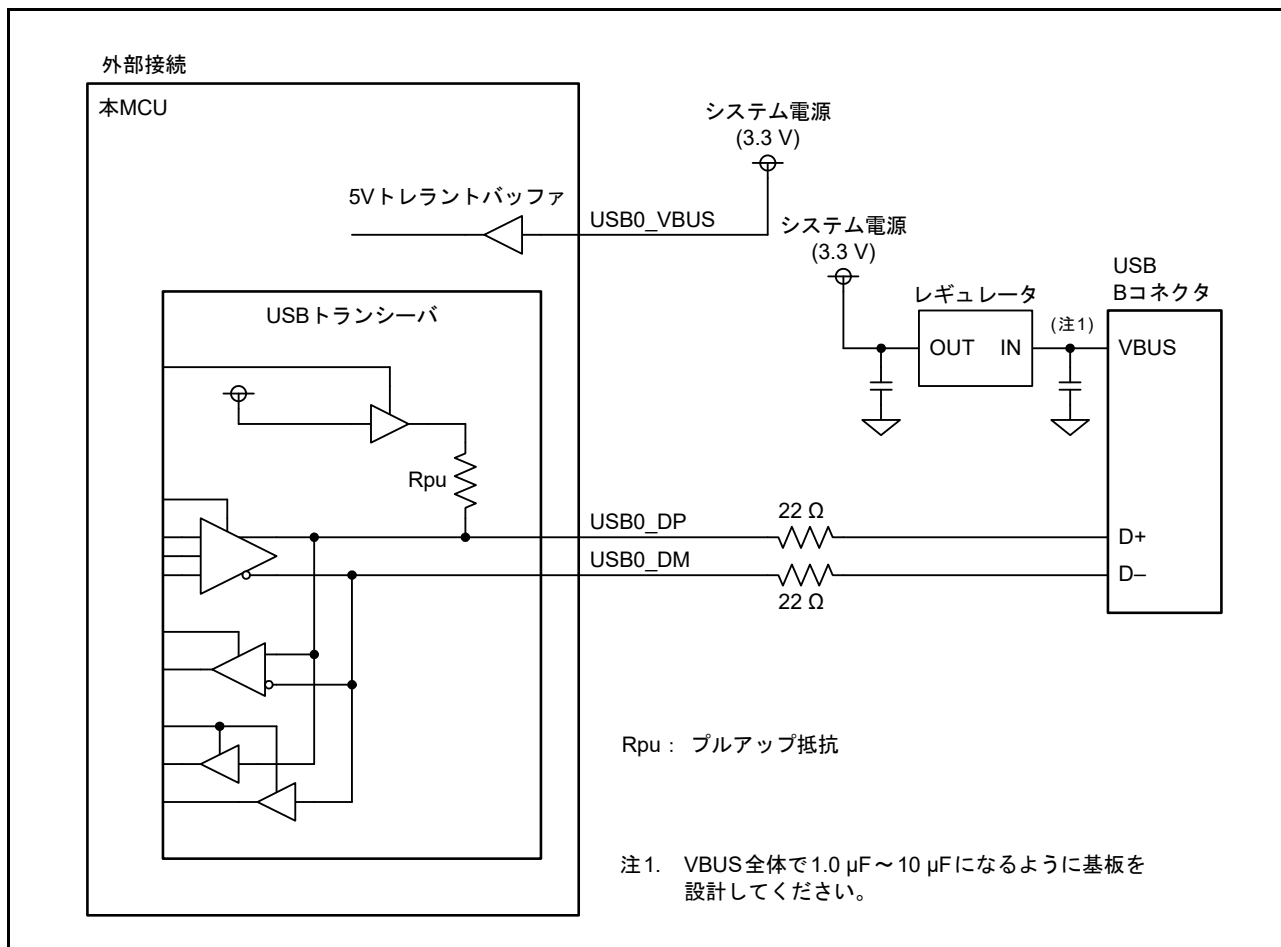 外部接続
本MCU
システム電源
(3.3 V)
5Vトレラントバッファ
USB0_VBUS
システム電源
(3.3 V)
USB
Bコネクタ
レギュレータ
(注1)
OUT IN
VBUS
USBトランシーバ
Rpu
USB0_DP
22 Ω
D+
USB0_DM
22 Ω
D–
Rpu : プルアップ抵抗
注1. VBUS全体で1.0 µF～10 µFになるように基板を
設計してください。